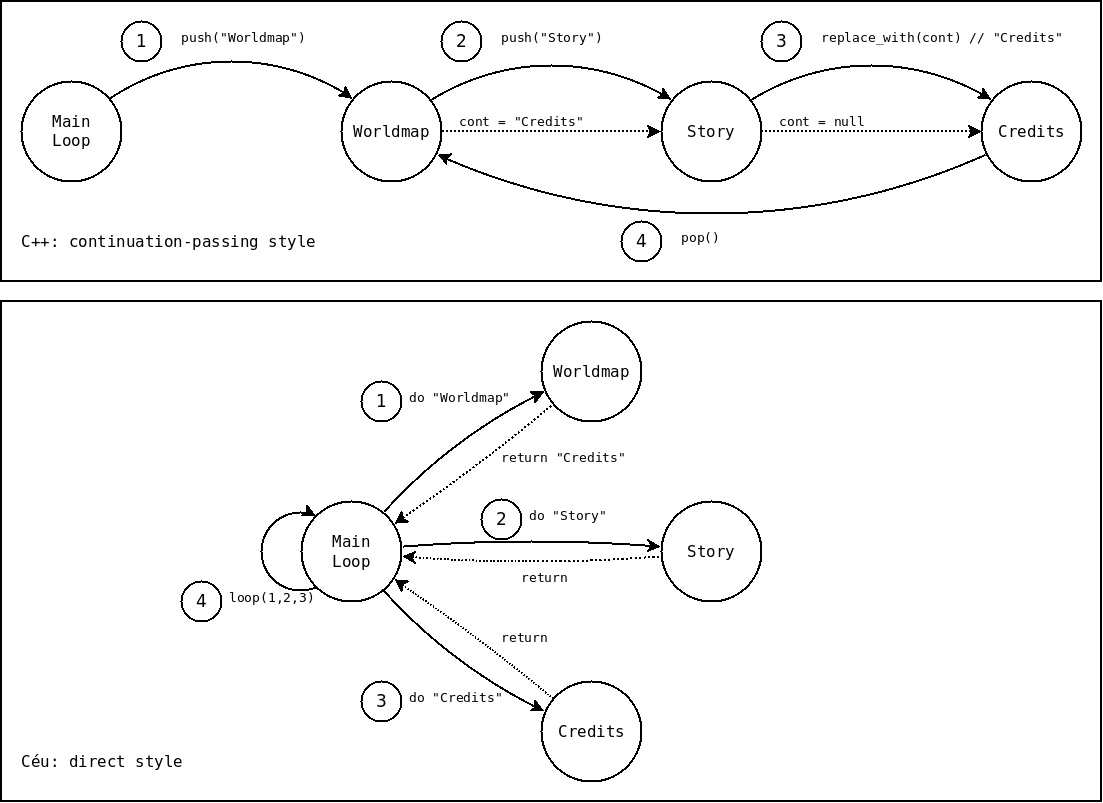 1 push("Worldmap")
2 push("Story")
3 replace_with(cont) // "Credits"
Main
Loop
Worldmap
cont = "Credits"
Story
cont = null
Credits
4 pop()
C++: continuation-passing style
Worldmap
1 do "Worldmap"
return "Credits"
2 do "Story"
Main
Loop
Story
return
4 loop(1,2,3)
return
3 do "Credits"
Credits
Céu: direct style